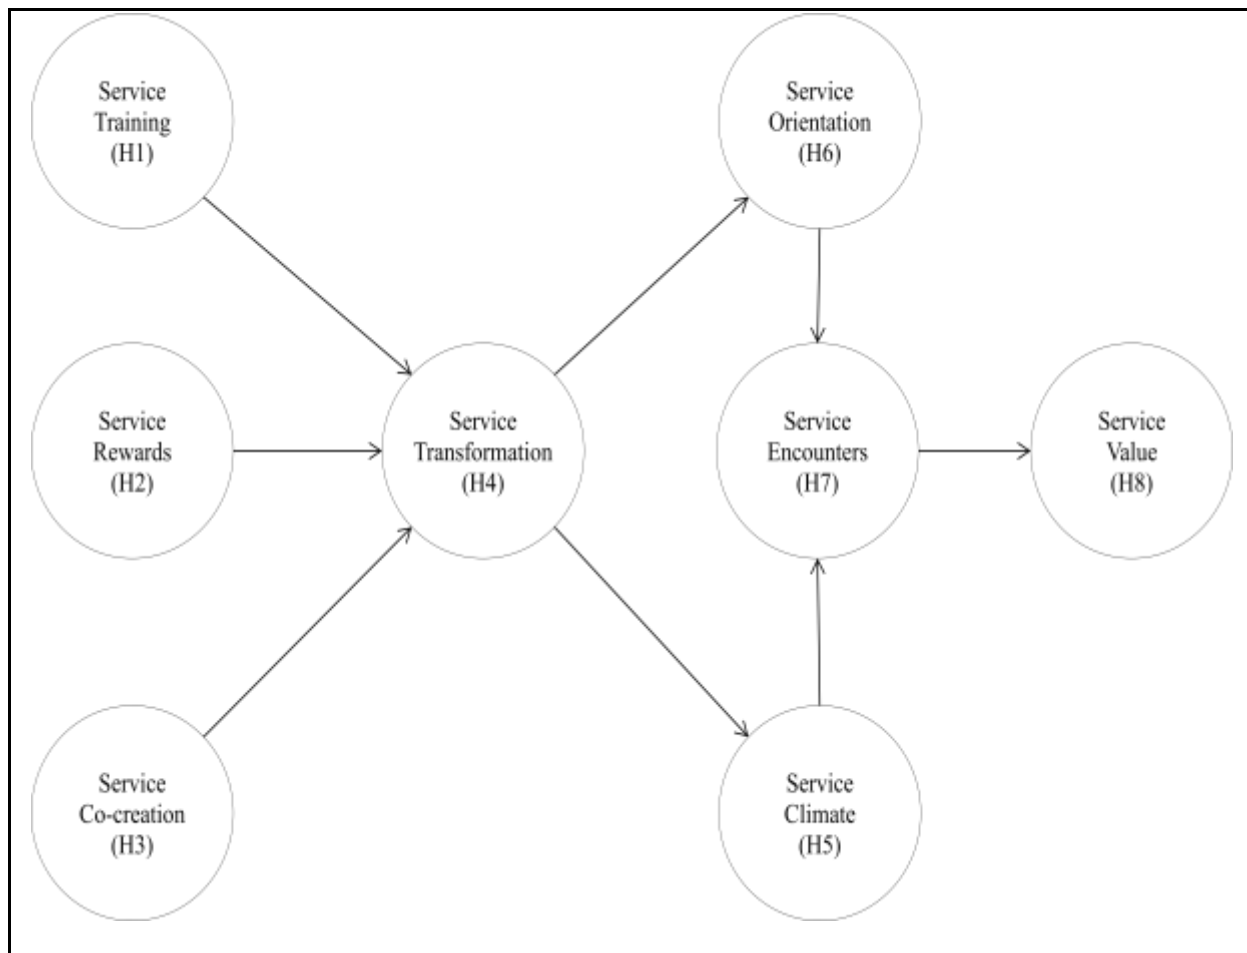 Service
Training
(H1)
Service
Orientation
(H6)
Service
Rewards
(H2)
Service
Transformation
(H4)
Service
Encounters
(H7)
Service
Value
(H8)
Service
Co-creation
(H3)
Service
Climate
(H5)